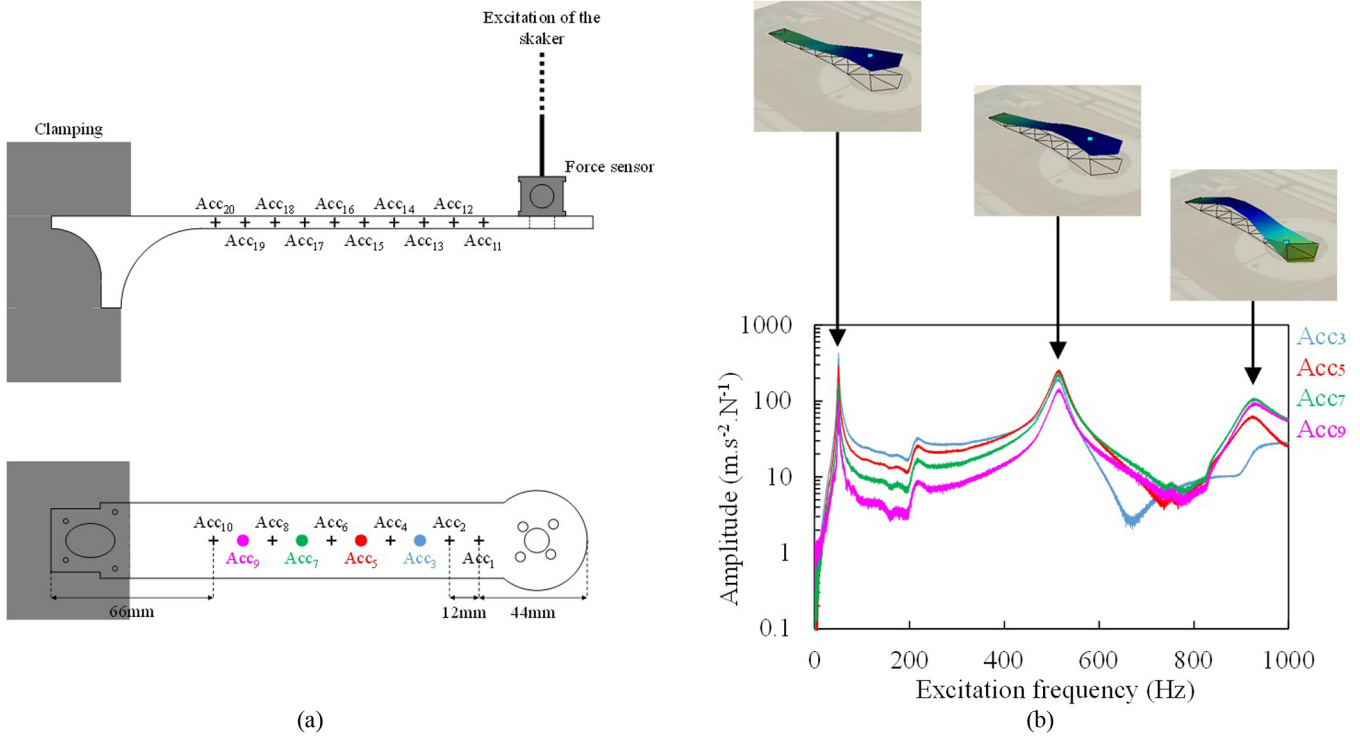 Excitation of the
skaker
Clamping
Force sensor
Acc20 Acc18 Acc16 Acc14 Acc12
Acc19 Acc17 Acc15 Acc13 Acc11
Acc10 Acc8 Acc6 Acc4 Acc2
Acc9 Acc7 Acc5 Acc3 Acc1
66mm 12mm 44mm
(a)
1000
100
10
1
0.1
Amplitude (m.s-2.N-1)
0 200 400 600 800 1000
Excitation frequency (Hz)
Acc3
Acc5
Acc7
Acc9
(b)